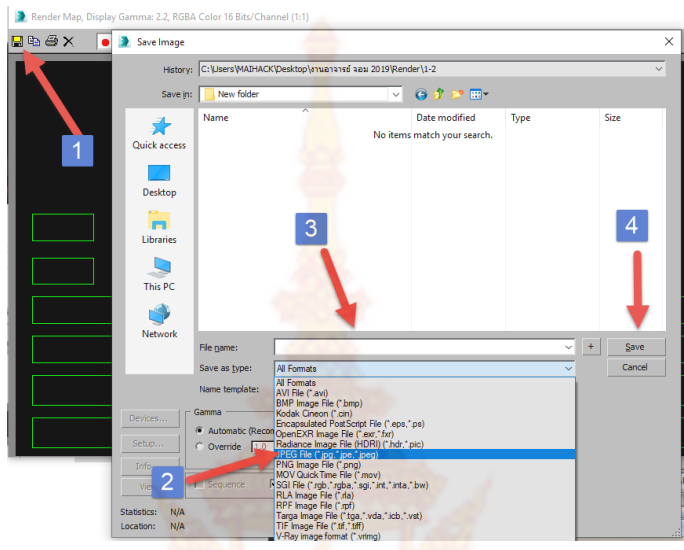 Render Map, Display Gamma: 2.2, RGBA Color 16 Bits/Channel (1:1)
Save Image
History: C:\Users\MAIHACK\Desktop\งานอาจารย์ จอม 2019\Render\1-2
Save in: New folder
Name Date modified Type Size
No items match your search.
1
Quick access
Desktop
Libraries
This PC
Network
3
4
File name: + Save
Save as type: All Formats Cancel
Name template:
All Formats
AVI File (*.avi)
BMP Image File (*.bmp)
Kodak Cineon (*.cin)
Encapsulated PostScript File (*.eps,*.ps)
OpenEXR Image File (*.exr,*.fxr)
Radiance Image File (HDRI) (*.hdr,*.pic)
JPEG File (*.jpg,*.jpe,*.jpeg)
PNG Image File (*.png)
MOV QuickTime File (*.mov)
SGI File (*.rgb,*.rgba,*.sgi,*.int,*.inta,*.bw)
RLA Image File (*.rla)
RPF Image File (*.rpf)
Targa Image File (*.tga,*.vda,*.icb,*.vst)
TIF Image File (*.tif,*.tiff)
V-Ray image format (*.vrimg)
Devices...
Setup...
Info...
2
Gamma
Automatic (Recon
Override 1.0
Sequence
Statistics: N/A
Location: N/A